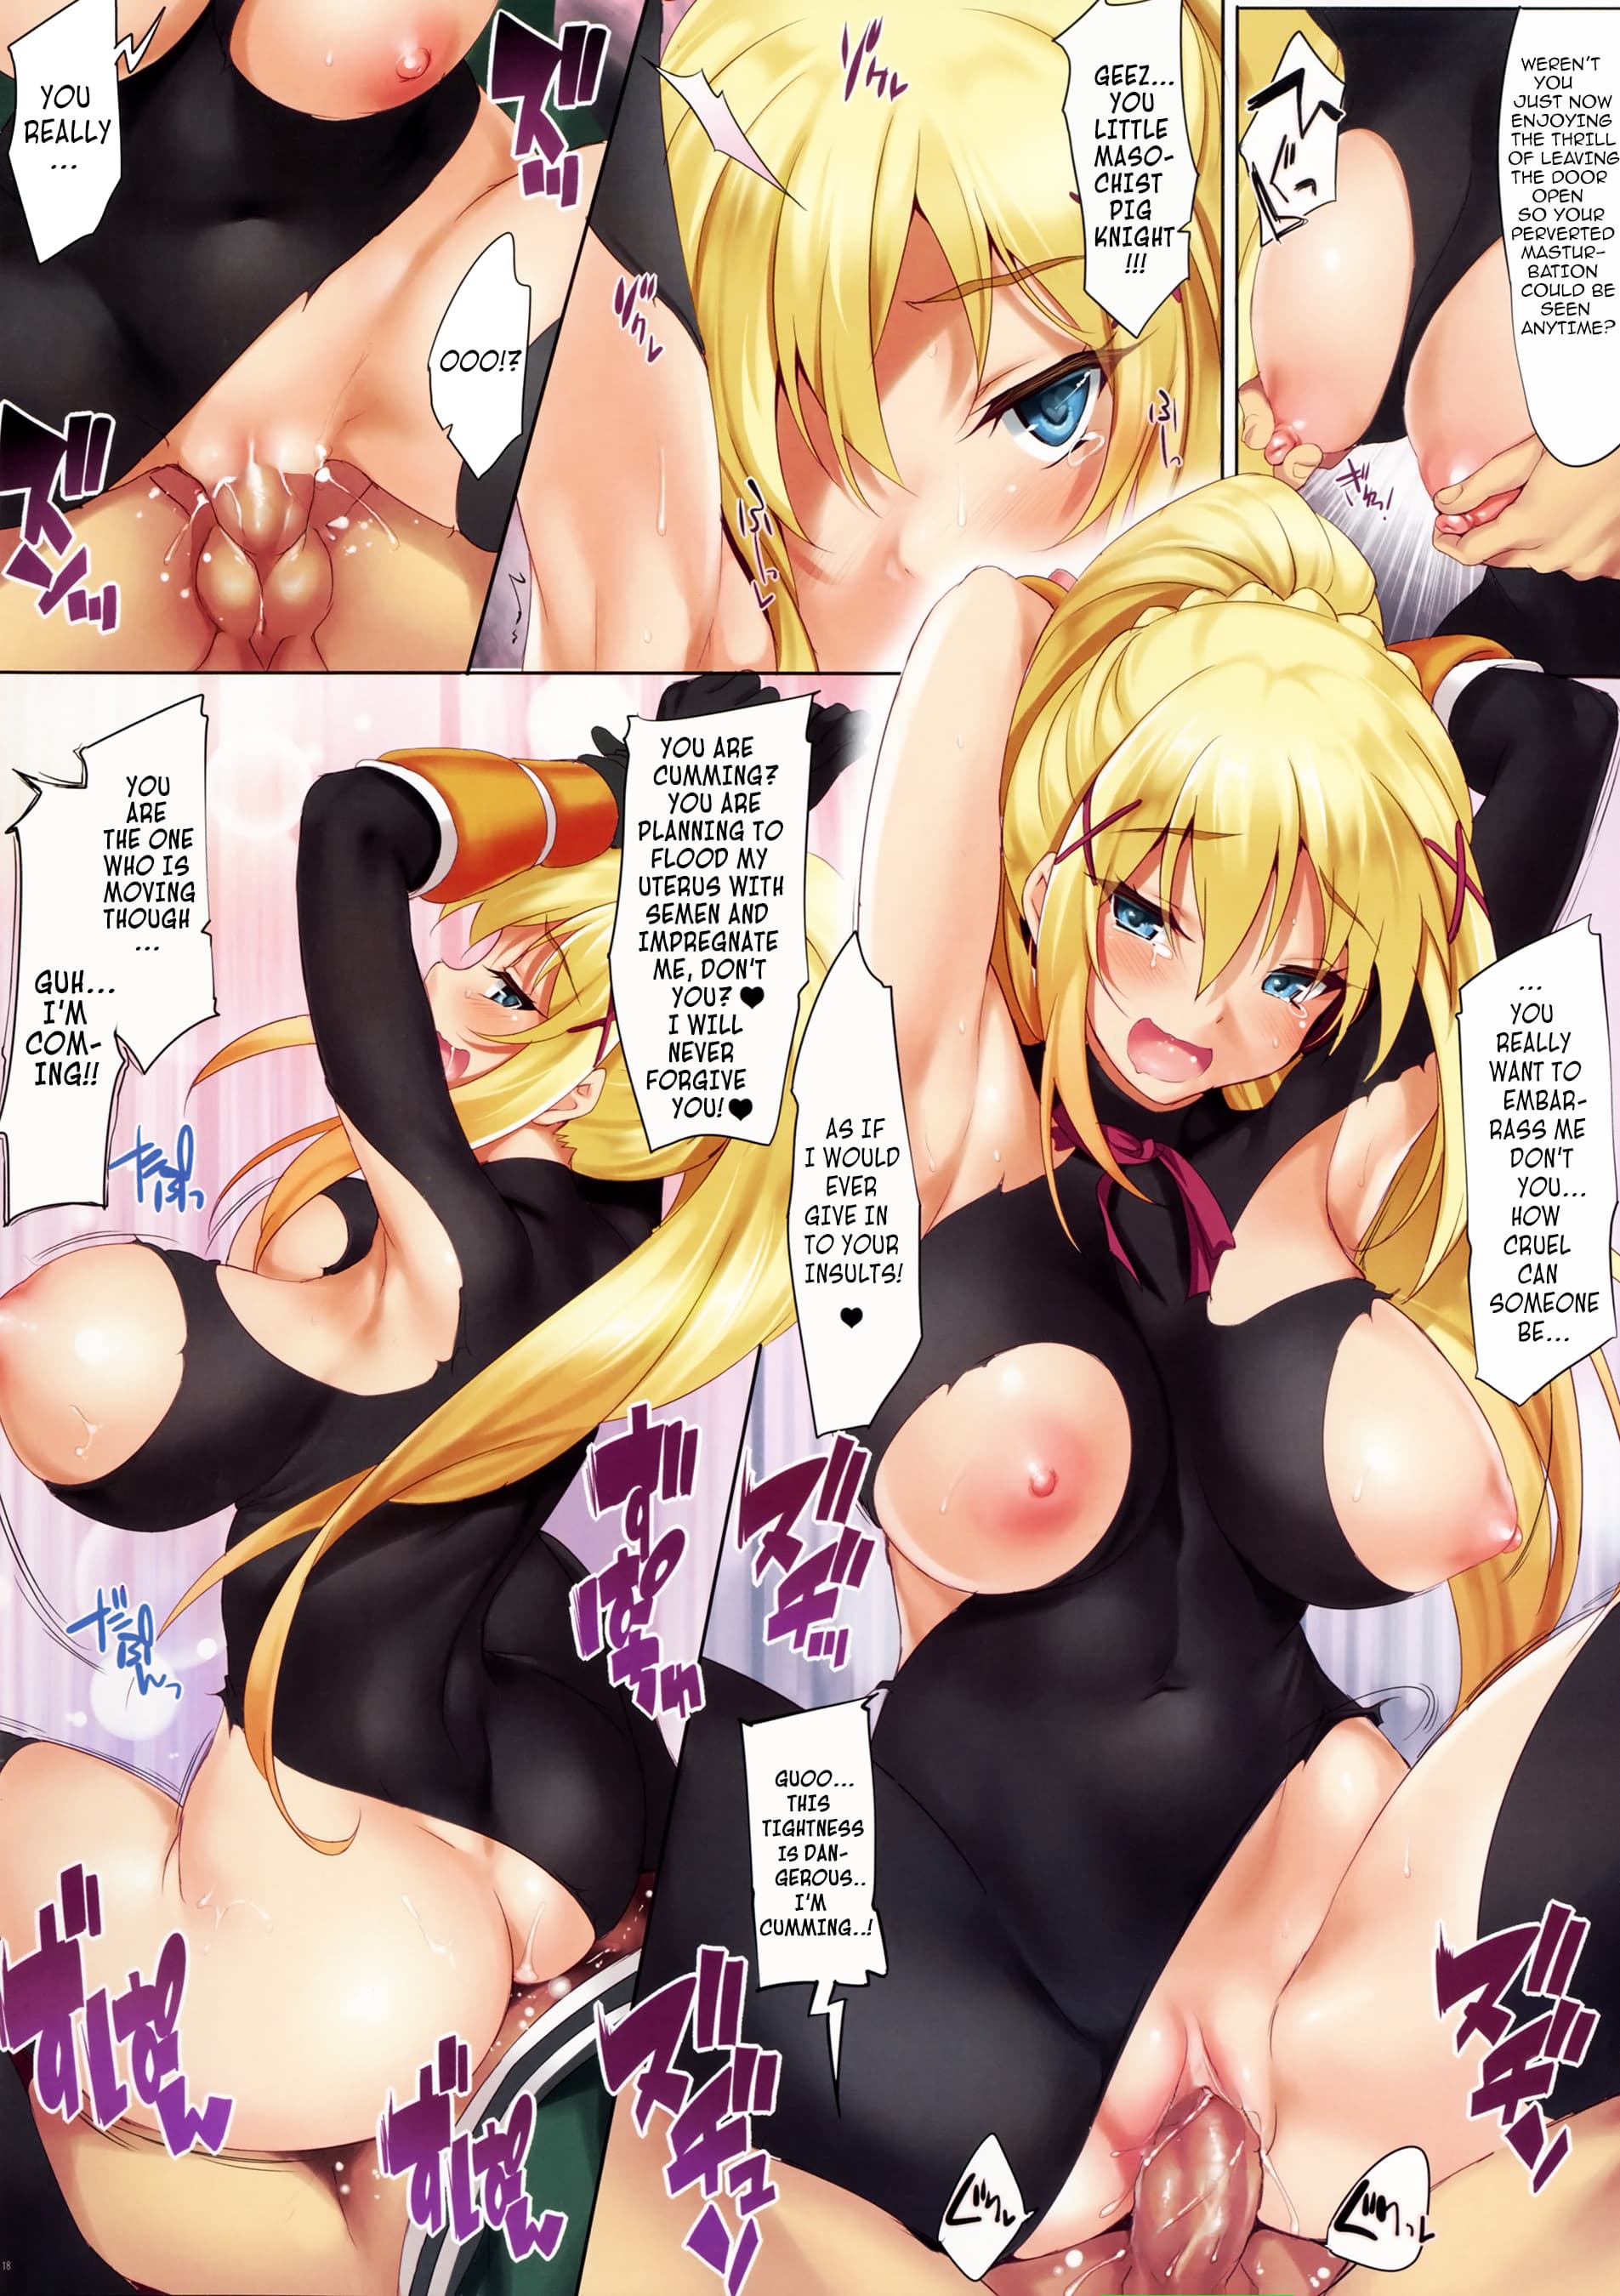 WEREN'T
YOU
JUST NOW
ENJOYING
THE THRILL
OF LEAVING
THE DOOR
OPEN
SO YOUR
PERVERTED
MASTUR-
BATION
COULD BE
SEEN
ANYTIME?
GEEZ...
YOU
LITTLE
MASO-
CHIST
PIG
KNIGHT
!!!
OOO!?
YOU
REALLY
...
...
YOU
REALLY
WANT TO
EMBAR-
RASS ME
DON'T
YOU...
HOW
CRUEL
CAN
SOMEONE
BE...
AS IF
I WOULD
EVER
GIVE IN
TO YOUR
INSULTS!
♥
GUOO...
THIS
TIGHTNESS
IS DAN-
GEROUS..
I'M
CUMMING..!
YOU ARE
CUMMING?
YOU ARE
PLANNING TO
FLOOD MY
UTERUS WITH
SEMEN AND
IMPREGNATE
ME, DON'T
YOU?♥
I WILL
NEVER
FORGIVE
YOU!♥
YOU
ARE
THE ONE
WHO IS
MOVING
THOUGH
...
GUH...
I'M
COM-
ING!!
18